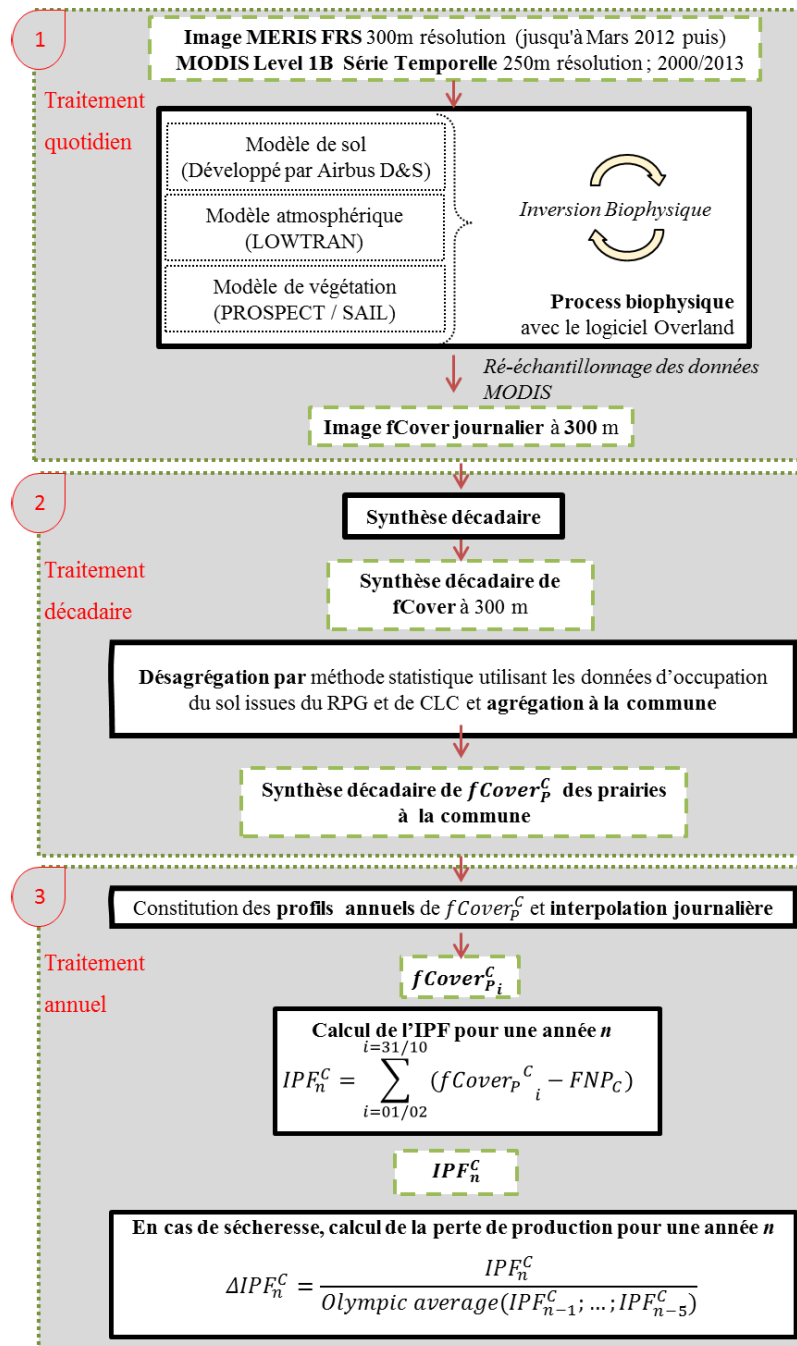 1
Image MERIS FRS 300m résolution (jusqu'à Mars 2012 puis)
MODIS Level 1B Série Temporelle 250m résolution ; 2000/2013
Traitement
quotidien
Modèle de sol
(Développé par Airbus D&S)
Modèle atmosphérique
(LOWTRAN)
Modèle de végétation
(PROSPECT / SAIL)
Inversion Biophysique
Process biophysique
avec le logiciel Overland
Ré-échantillonnage des données
MODIS
Image fCover journalier à 300 m
2
Synthèse décadaire
Traitement
décadaire
Synthèse décadaire de
fCover à 300 m
Désagrégation par méthode statistique utilisant les données d'occupation
du sol issues du RPG et de CLC et agrégation à la commune
Synthèse décadaire de fCover_P^C des prairies
à la commune
3
Constitution des profils annuels de fCover_P^C et interpolation journalière
Traitement
annuel
fCover_{P_i}^C
Calcul de l'IPF pour une année n
IPF_n^C = ∑_{i=01/02}^{i=31/10} (fCover_P^C_i − FNP_C)
IPF_n^C
En cas de sécheresse, calcul de la perte de production pour une année n
ΔIPF_n^C = IPF_n^C / Olympic average(IPF_{n−1}^C; …; IPF_{n−5}^C)